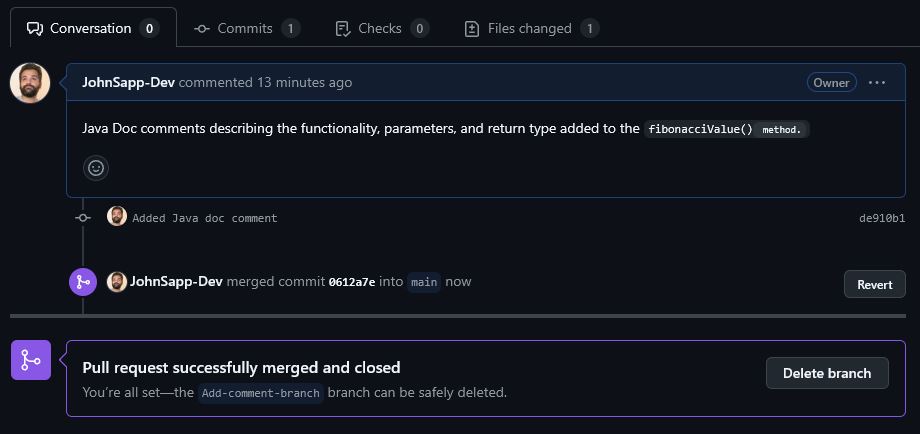 Conversation 0 Commits 1 Checks 0 Files changed 1
JohnSapp-Dev commented 13 minutes ago Owner ...
Java Doc comments describing the functionality, parameters, and return type added to the fibonacciValue() method.
Added Java doc comment de910b1
JohnSapp-Dev merged commit 0612a7e into main now Revert
Pull request successfully merged and closed
You're all set—the Add-comment-branch branch can be safely deleted. Delete branch